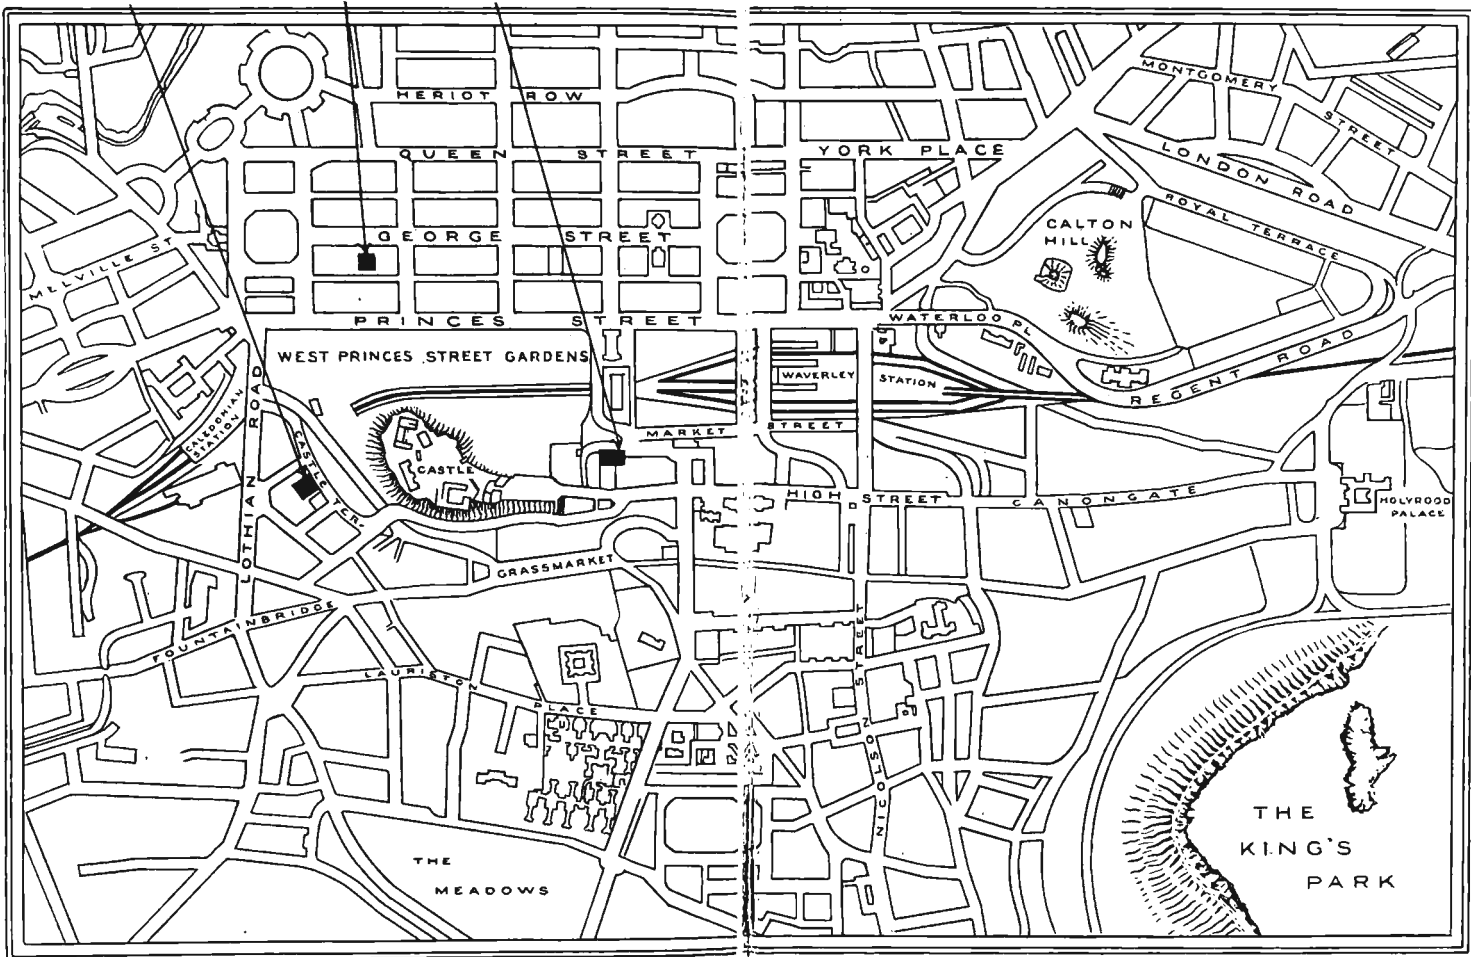 HERIOT ROW
QUEEN STREET
YORK PLACE
MONTGOMERY STREET
LONDON ROAD
ROYAL TERRACE
CALTON
HILL
GEORGE STREET
MELVILLE ST
PRINCES STREET
WATERLOO PL
REGENT ROAD
WEST PRINCES STREET GARDENS
WAVERLEY STATION
CALEDONIAN
STATION
LOTHIAN ROAD
CASTLE TCR.
CASTLE
MARKET STREET
HIGH STREET
CANONGATE
HOLYROOD
PALACE
GRASSMARKET
FOUNTAINBRIDGE
LAURISTON PLACE
NICOLSON STREET
THE
MEADOWS
THE
KING'S
PARK